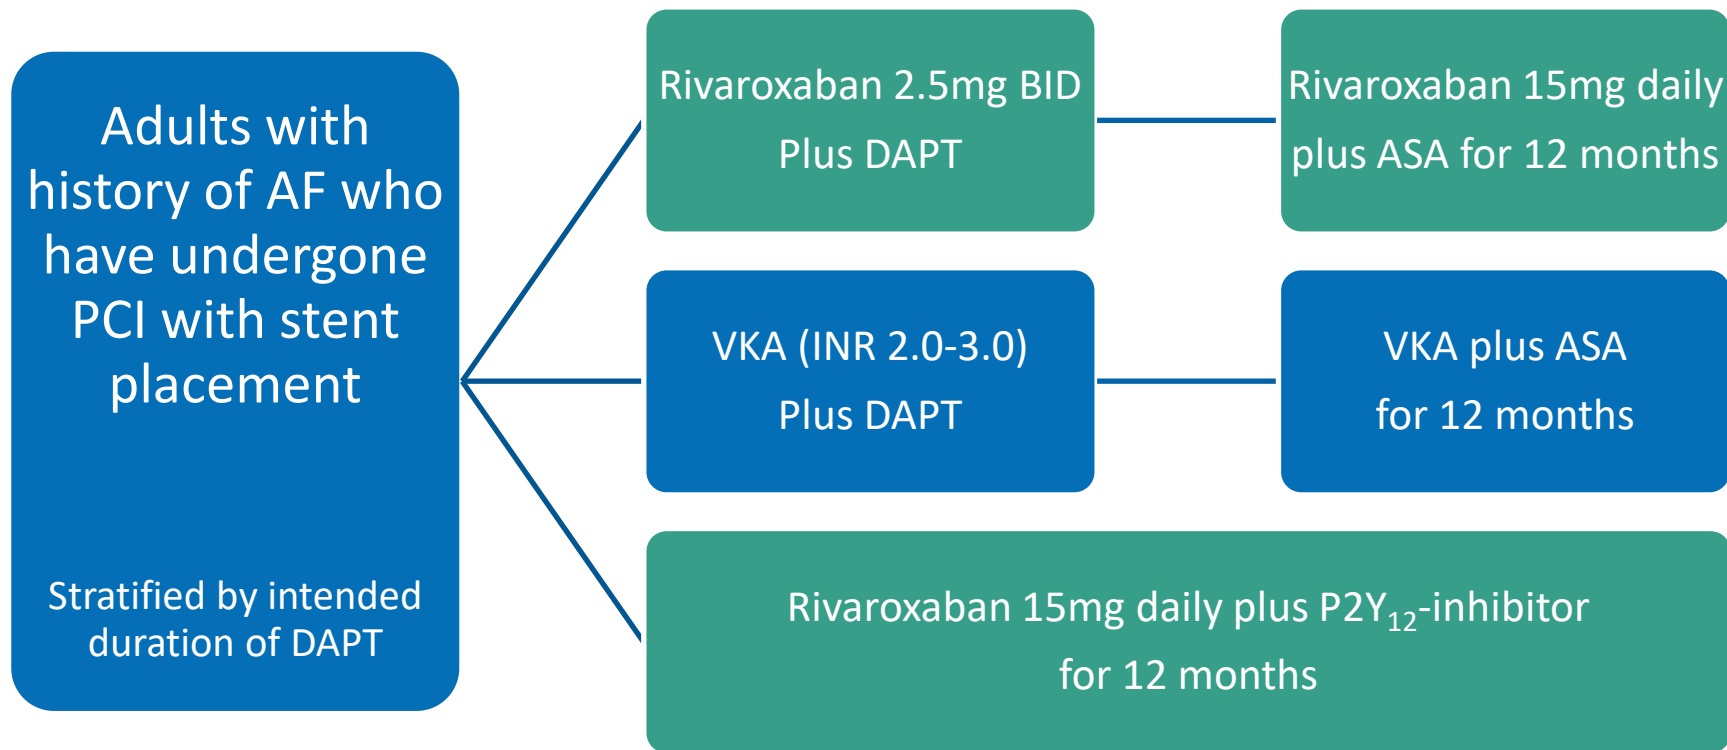 Adults with
history of AF who
have undergone
PCI with stent
placement
Stratified by intended
duration of DAPT
Rivaroxaban 2.5mg BID
Plus DAPT
Rivaroxaban 15mg daily
plus ASA for 12 months
VKA (INR 2.0-3.0)
Plus DAPT
VKA plus ASA
for 12 months
Rivaroxaban 15mg daily plus P2Y₁₂-inhibitor
for 12 months